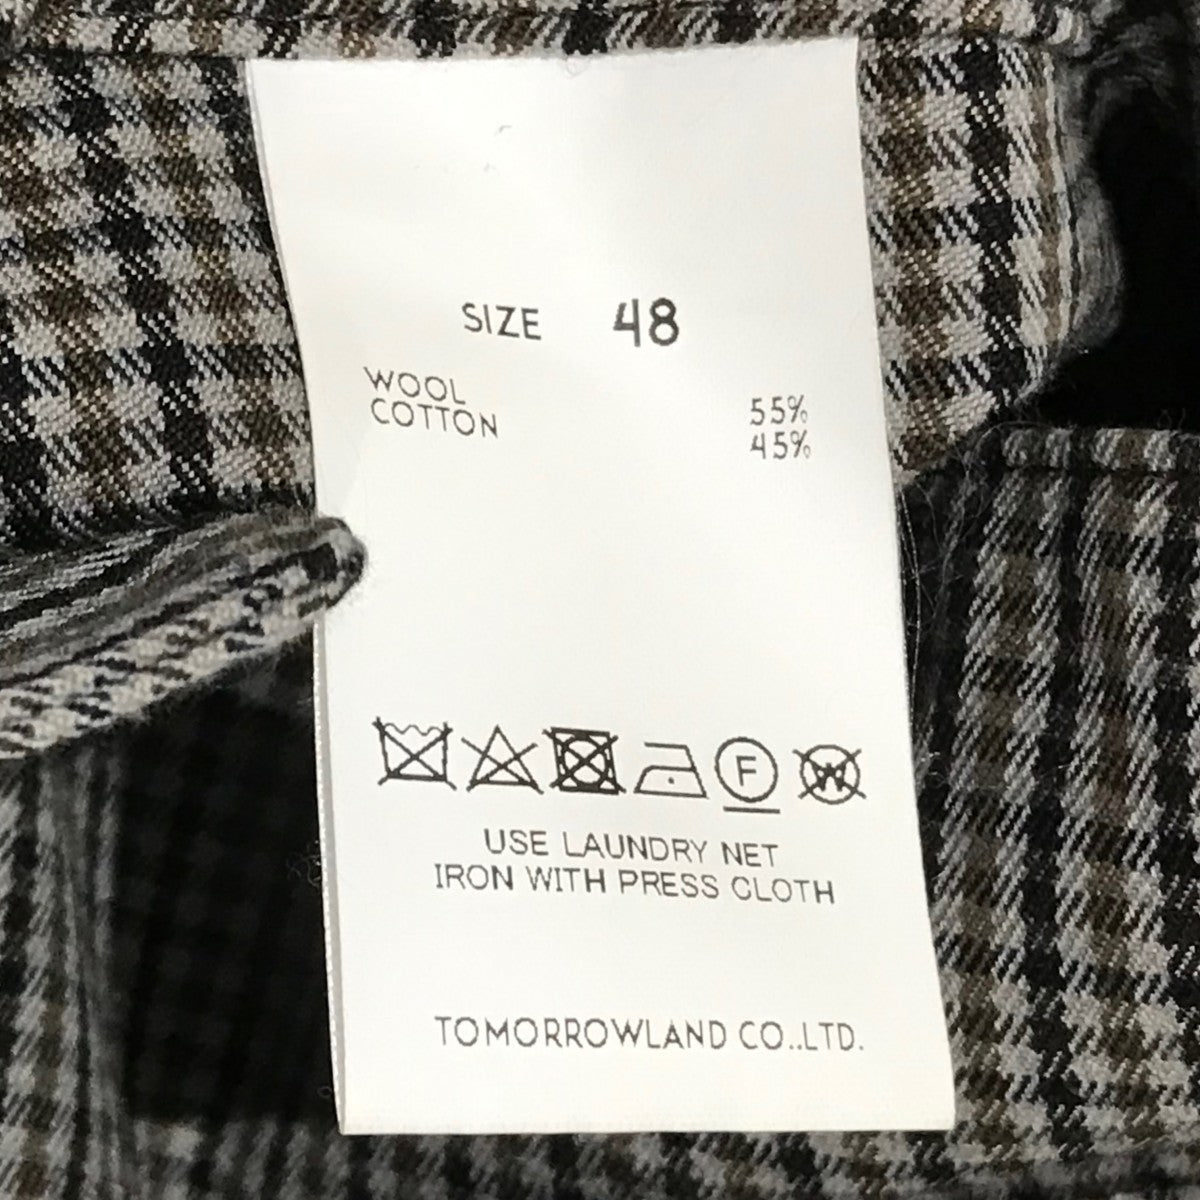 SIZE 48
WOOL 55%
COTTON 45%
F W
USE LAUNDRY NET
IRON WITH PRESS CLOTH
TOMORROWLAND CO.,LTD.